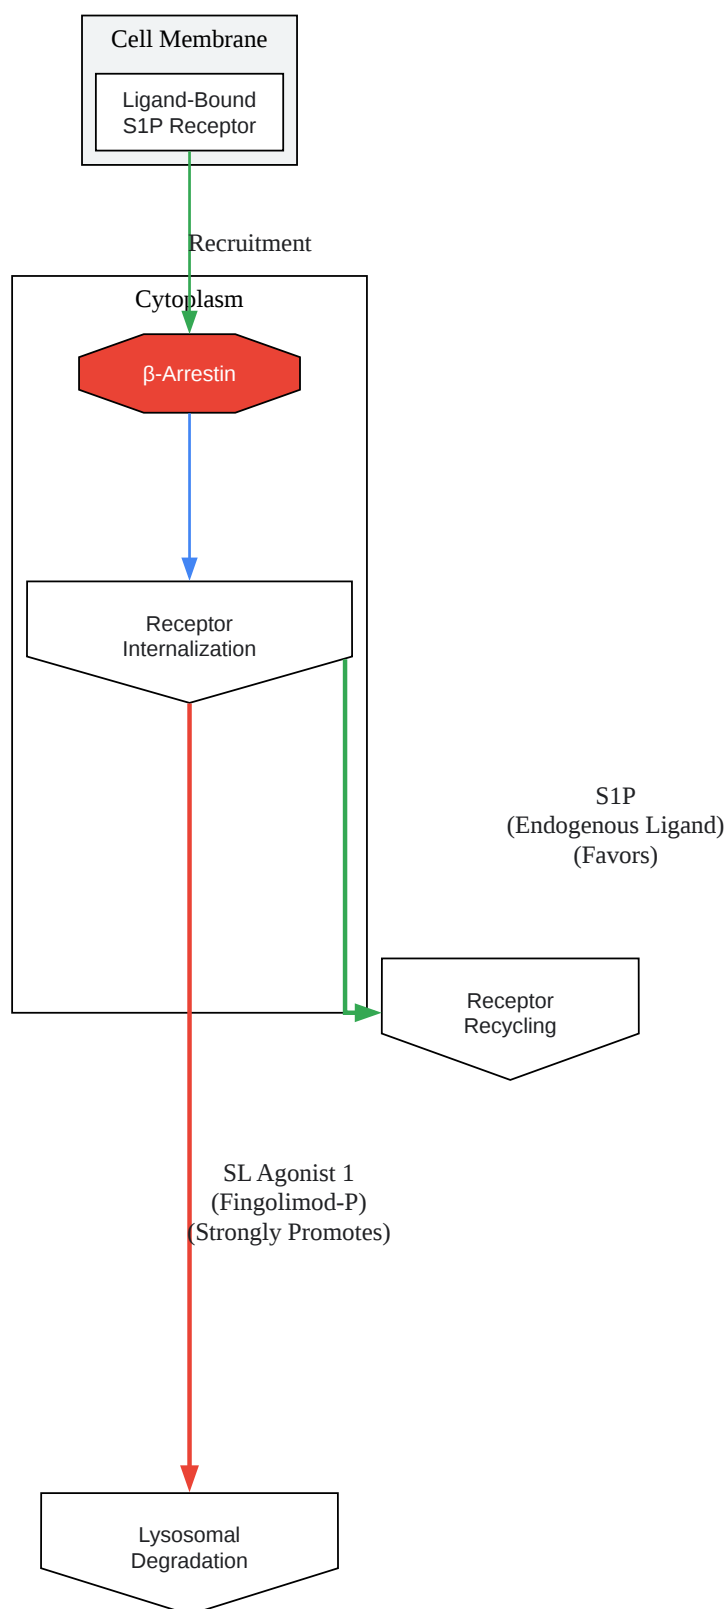 Cell Membrane
Ligand-Bound
S1P Receptor
Recruitment
Cytoplasm
β-Arrestin
Receptor
Internalization
S1P
(Endogenous Ligand)
(Favors)
Receptor
Recycling
SL Agonist 1
(Fingolimod-P)
(Strongly Promotes)
Lysosomal
Degradation